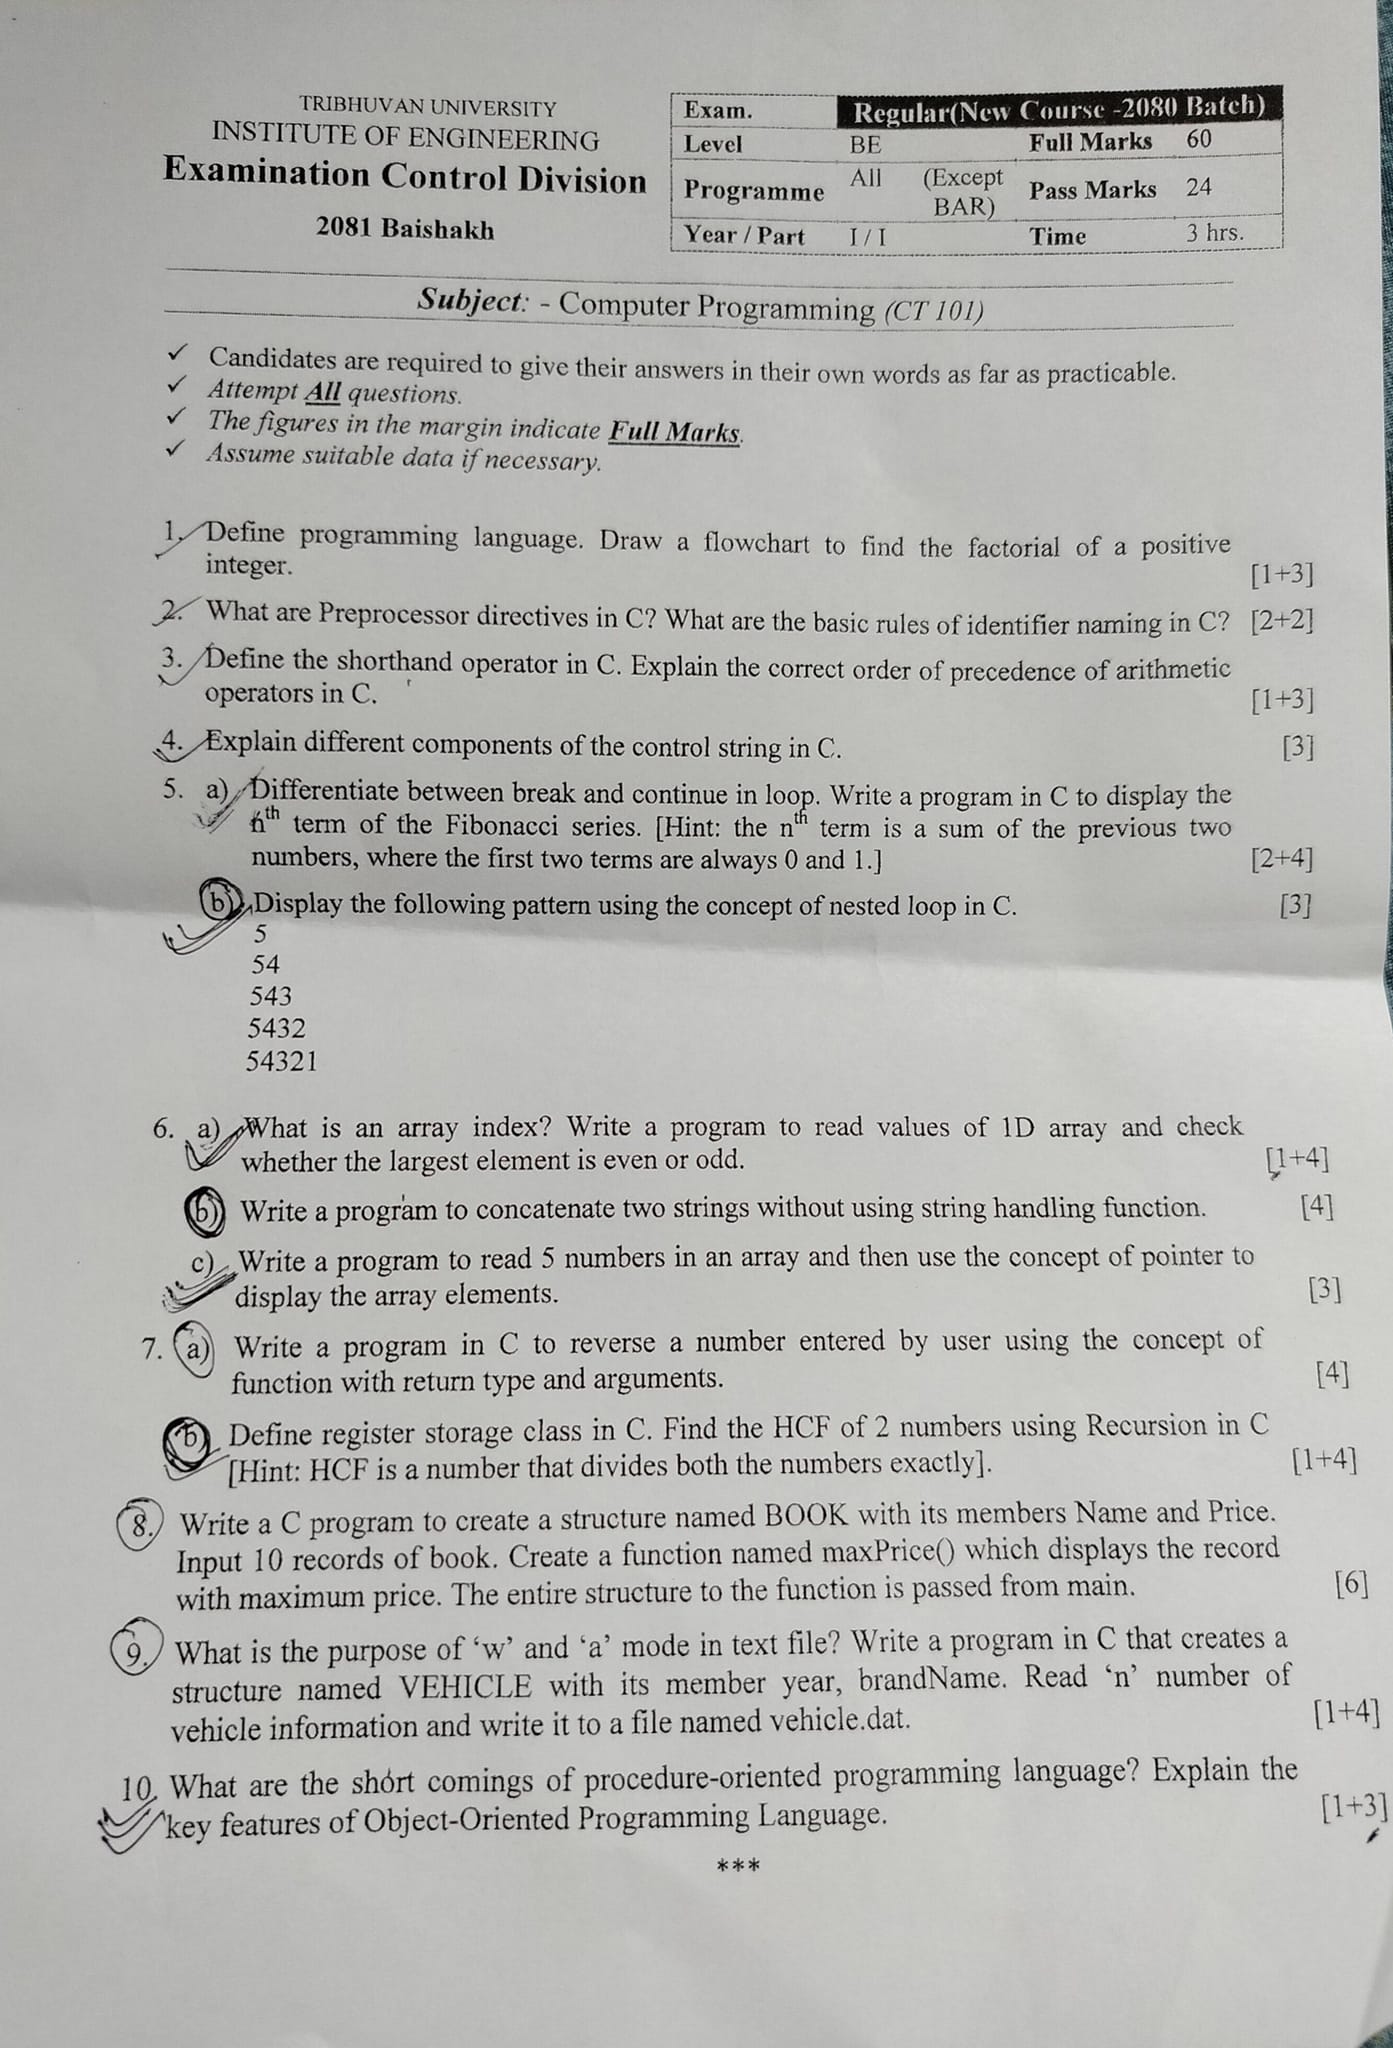 TRIBHUVAN UNIVERSITY
INSTITUTE OF ENGINEERING
Examination Control Division
2081 Baishakh
Exam. Regular(New Course -2080 Batch)
Level BE Full Marks 60
Programme All (Except BAR) Pass Marks 24
Year / Part I / I Time 3 hrs.
Subject: - Computer Programming (CT 101)
✓ Candidates are required to give their answers in their own words as far as practicable.
✓ Attempt All questions.
✓ The figures in the margin indicate Full Marks.
✓ Assume suitable data if necessary.
1. Define programming language. Draw a flowchart to find the factorial of a positive
integer. [1+3]
2. What are Preprocessor directives in C? What are the basic rules of identifier naming in C? [2+2]
3. Define the shorthand operator in C. Explain the correct order of precedence of arithmetic
operators in C. [1+3]
4. Explain different components of the control string in C. [3]
5. a) Differentiate between break and continue in loop. Write a program in C to display the
nth term of the Fibonacci series. [Hint: the nth term is a sum of the previous two
numbers, where the first two terms are always 0 and 1.] [2+4]
b) Display the following pattern using the concept of nested loop in C. [3]
5
54
543
5432
54321
6. a) What is an array index? Write a program to read values of 1D array and check
whether the largest element is even or odd. [1+4]
b) Write a program to concatenate two strings without using string handling function. [4]
c) Write a program to read 5 numbers in an array and then use the concept of pointer to
display the array elements. [3]
7. a) Write a program in C to reverse a number entered by user using the concept of
function with return type and arguments. [4]
b) Define register storage class in C. Find the HCF of 2 numbers using Recursion in C
[Hint: HCF is a number that divides both the numbers exactly]. [1+4]
8. Write a C program to create a structure named BOOK with its members Name and Price.
Input 10 records of book. Create a function named maxPrice() which displays the record
with maximum price. The entire structure to the function is passed from main. [6]
9. What is the purpose of ‘w’ and ‘a’ mode in text file? Write a program in C that creates a
structure named VEHICLE with its member year, brandName. Read ‘n’ number of
vehicle information and write it to a file named vehicle.dat. [1+4]
10. What are the short comings of procedure-oriented programming language? Explain the
key features of Object-Oriented Programming Language. [1+3]
***